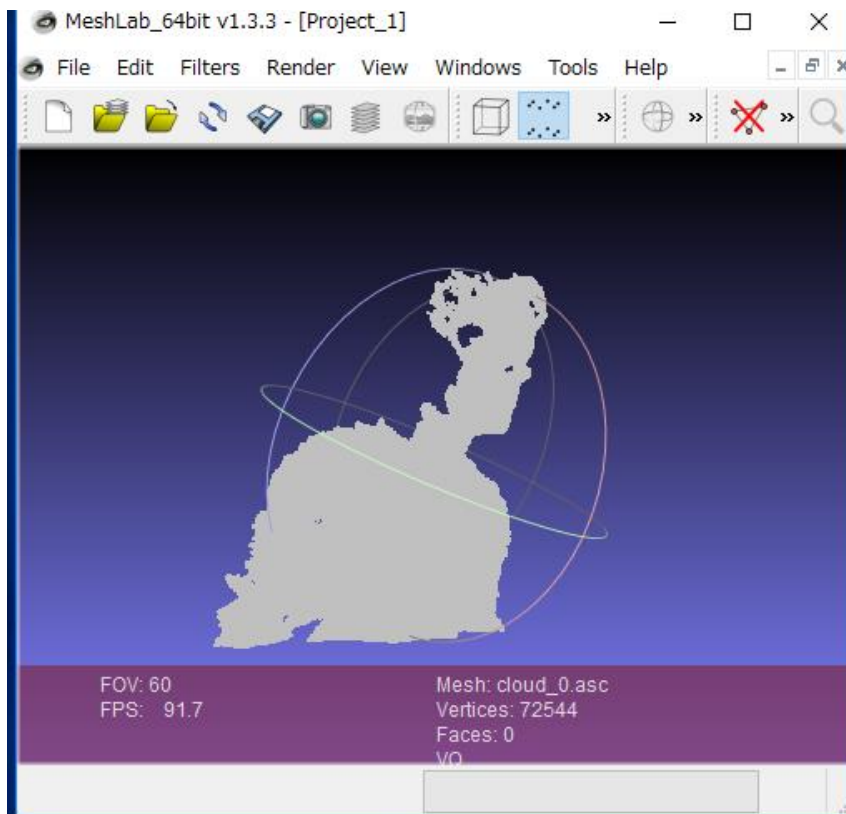 MeshLab_64bit v1.3.3 - [Project_1]
File Edit Filters Render View Windows Tools Help
FOV: 60
FPS: 91.7
Mesh: cloud_0.asc
Vertices: 72544
Faces: 0
VQ